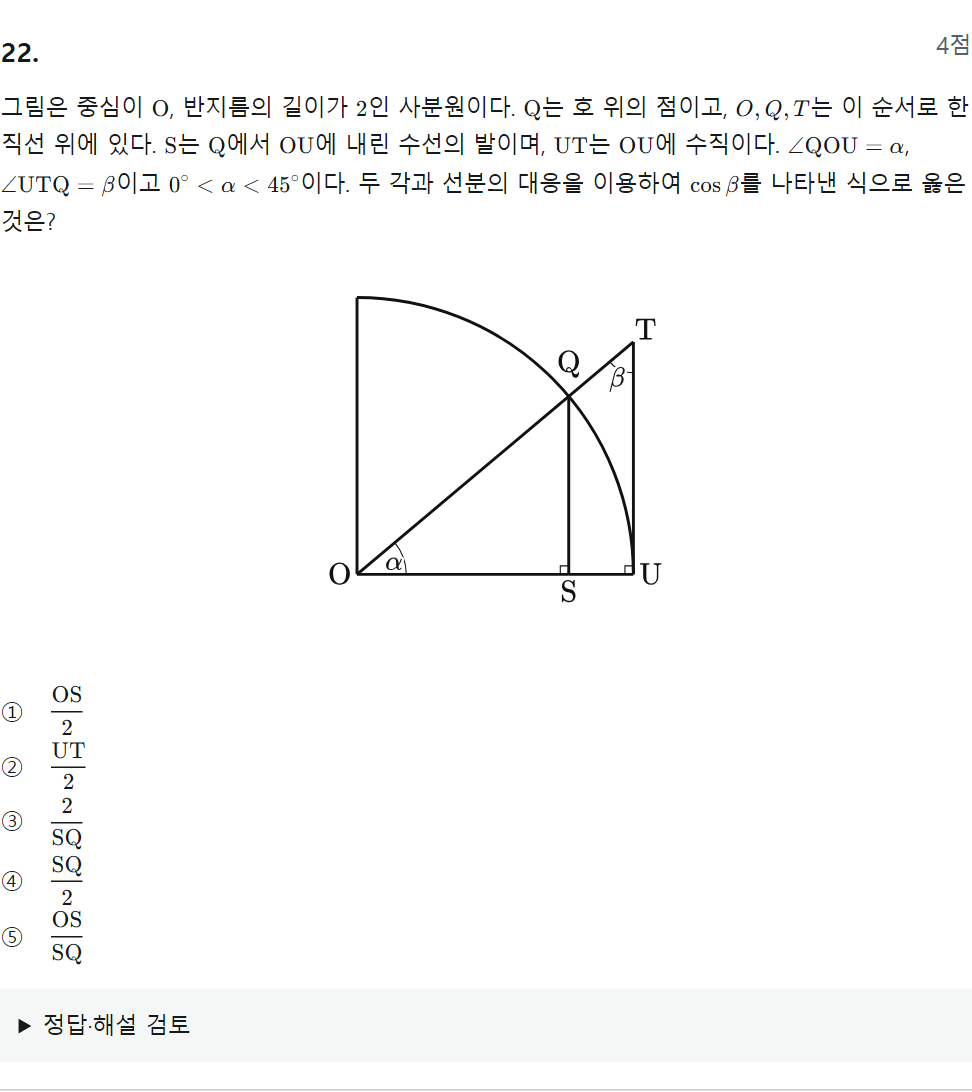 22.
4점
그림은 중심이 O, 반지름의 길이가 2인 사분원이다. Q는 호 위의 점이고, O, Q, T는 이 순서로 한
직선 위에 있다. S는 Q에서 OU에 내린 수선의 발이며, UT는 OU에 수직이다. ∠QOU = α,
∠UTQ = β이고 0° < α < 45°이다. 두 각과 선분의 대응을 이용하여 cos β를 나타낸 식으로 옳은
것은?
T
Q
β
α
O
S
U
① OS/2
② UT/2
③ 2/SQ
④ SQ/2
⑤ OS/SQ
▶ 정답·해설 검토